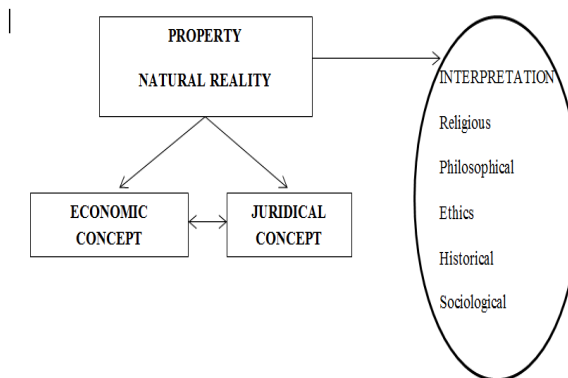 PROPERTY
NATURAL REALITY
ECONOMIC
CONCEPT
JURIDICAL
CONCEPT
INTERPRETATION
Religious
Philosophical
Ethics
Historical
Sociological